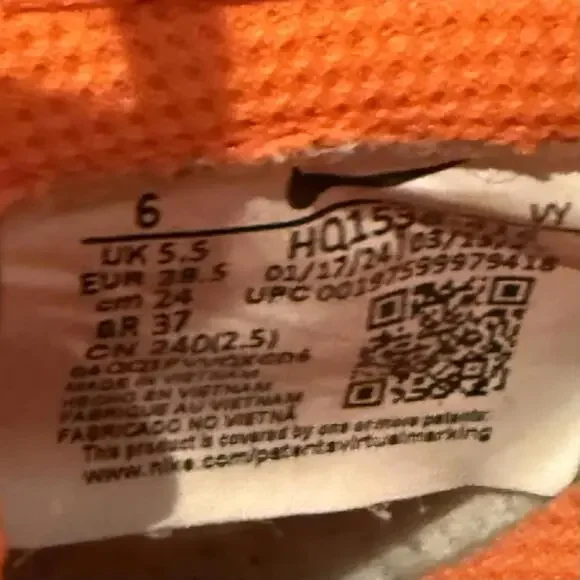 6
VY
UK 5.5
EUR 38.5
01/17/24
cm 24
UPC 00197599979418
BR 37
CN 240(2.5)
MADE IN VIETNAM
HECHO EN VIETNAM
FABRIQUE AU VIETNAM
FABRICADO NO VIETNÃ
This product is covered by one or more patents:
www.nike.com/patentsvirtualmarking